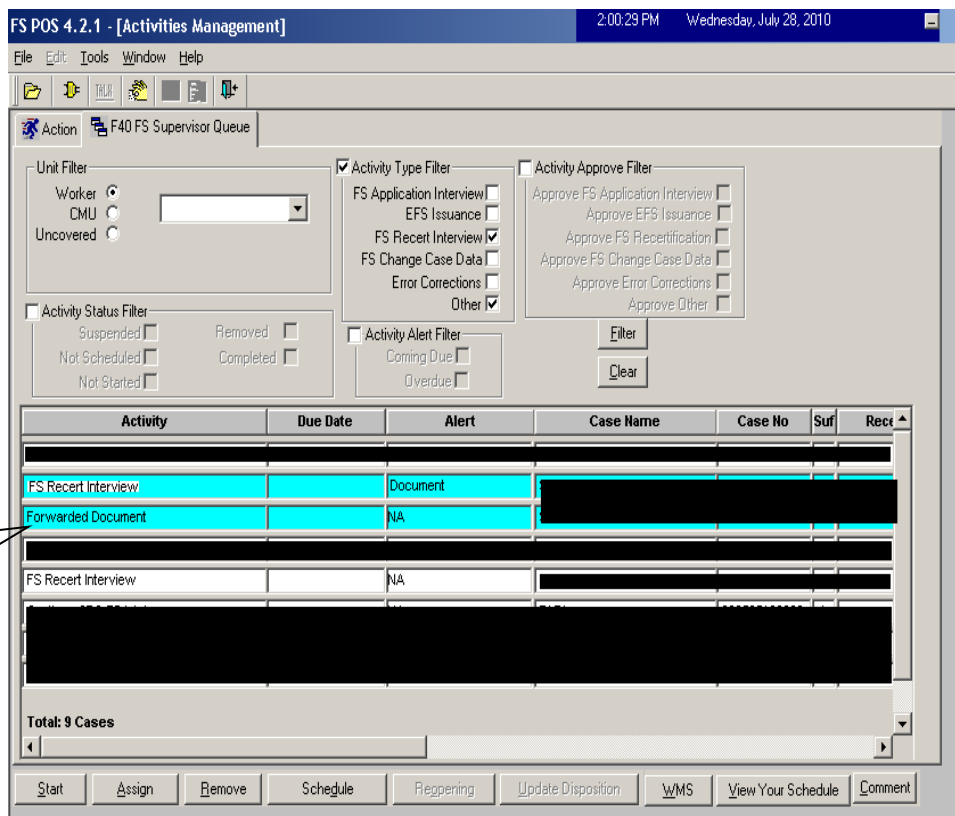 FS POS 4.2.1 - [Activities Management]
2:00:29 PM Wednesday, July 28, 2010
File Edit Tools Window Help
TALX
Action F40 FS Supervisor Queue
Unit Filter
Worker
CMU
Uncovered
Activity Type Filter
FS Application Interview
EFS Issuance
FS Recert Interview
FS Change Case Data
Error Corrections
Other
Activity Approve Filter
Approve FS Application Interview
Approve EFS Issuance
Approve FS Recertification
Approve FS Change Case Data
Approve Error Corrections
Approve Other
Activity Status Filter
Suspended Removed
Not Scheduled Completed
Not Started
Activity Alert Filter
Coming Due
Overdue
Filter
Clear
Activity Due Date Alert Case Name Case No Suf Rece
FS Recert Interview Document
Forwarded Document NA
FS Recert Interview NA
Total: 9 Cases
Start Assign Remove Schedule Reopening Update Disposition WMS View Your Schedule Comment